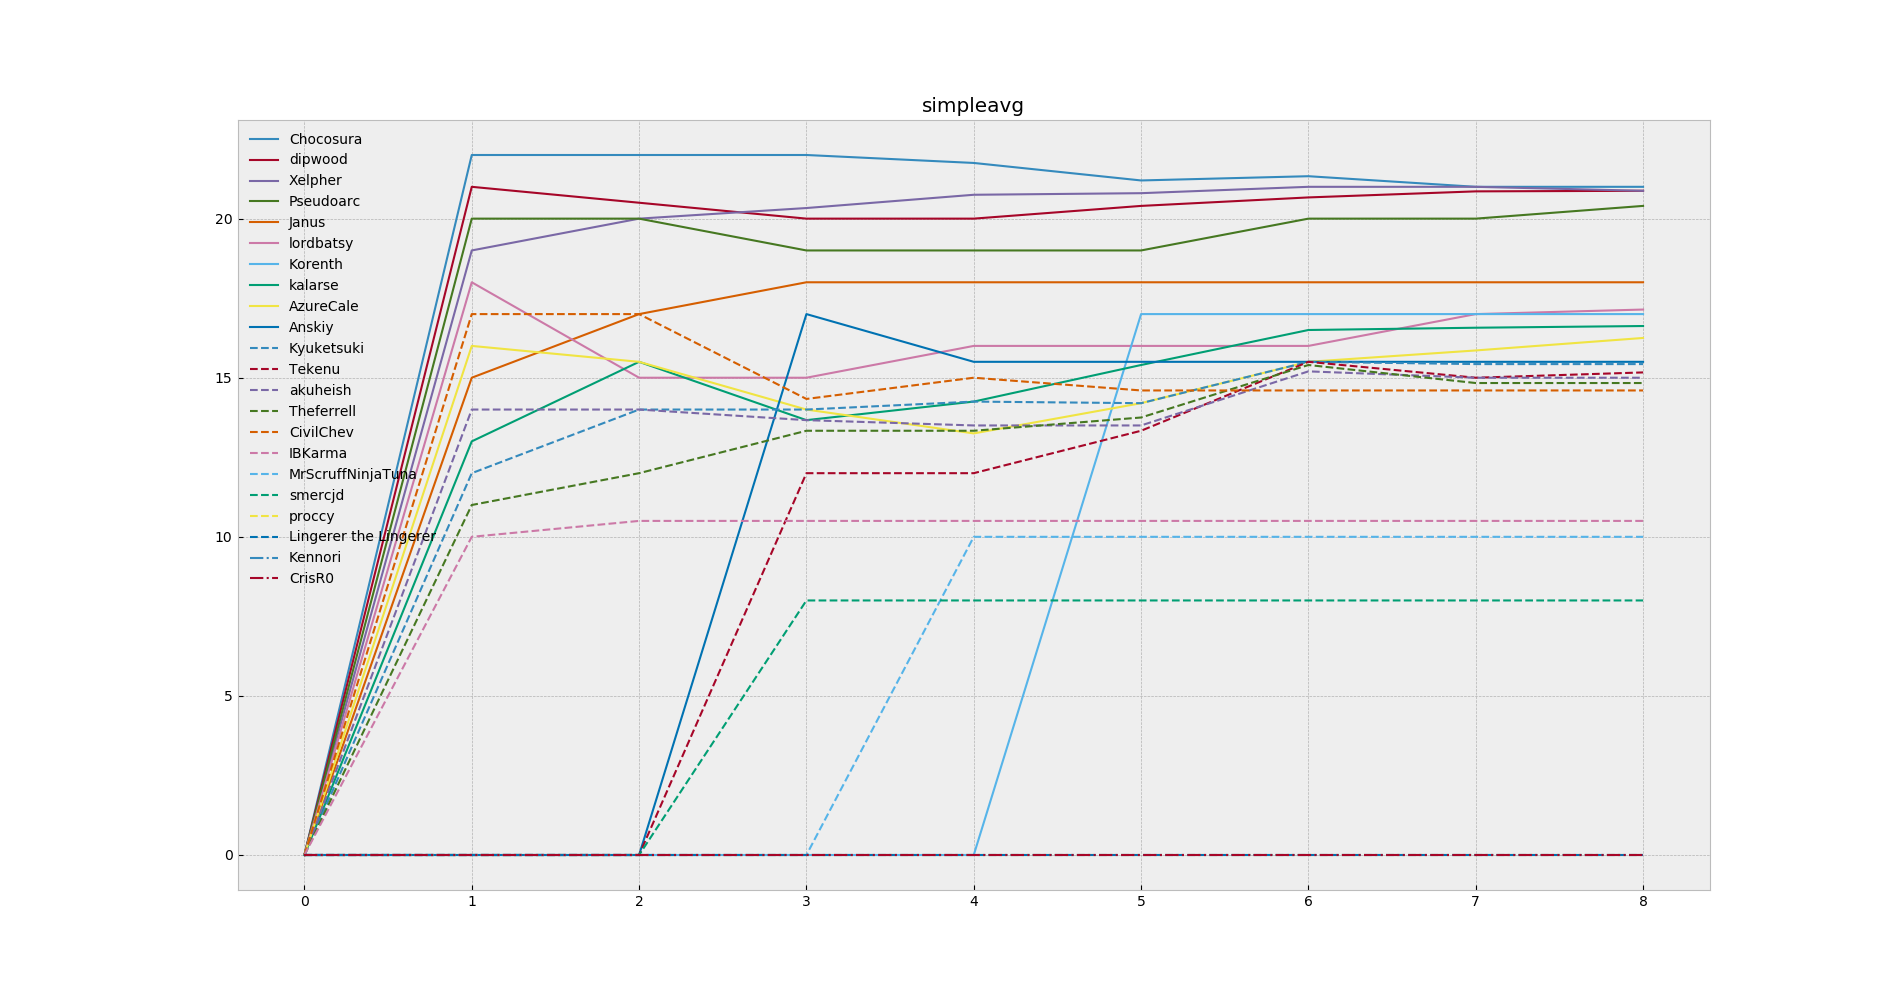 simpleavg
Chocosura
dipwood
Xelpher
Pseudoarc
Janus
lordbatsy
Korenth
kalarse
AzureCale
Anskiy
Kyuketsuki
Tekenu
akuheish
Theferrell
CivilChev
IBKarma
MrScruffNinjaTuna
smercjd
proccy
Lingerer the Lingerer
Kennori
CrisR0
20
15
10
5
0
0 1 2 3 4 5 6 7 8